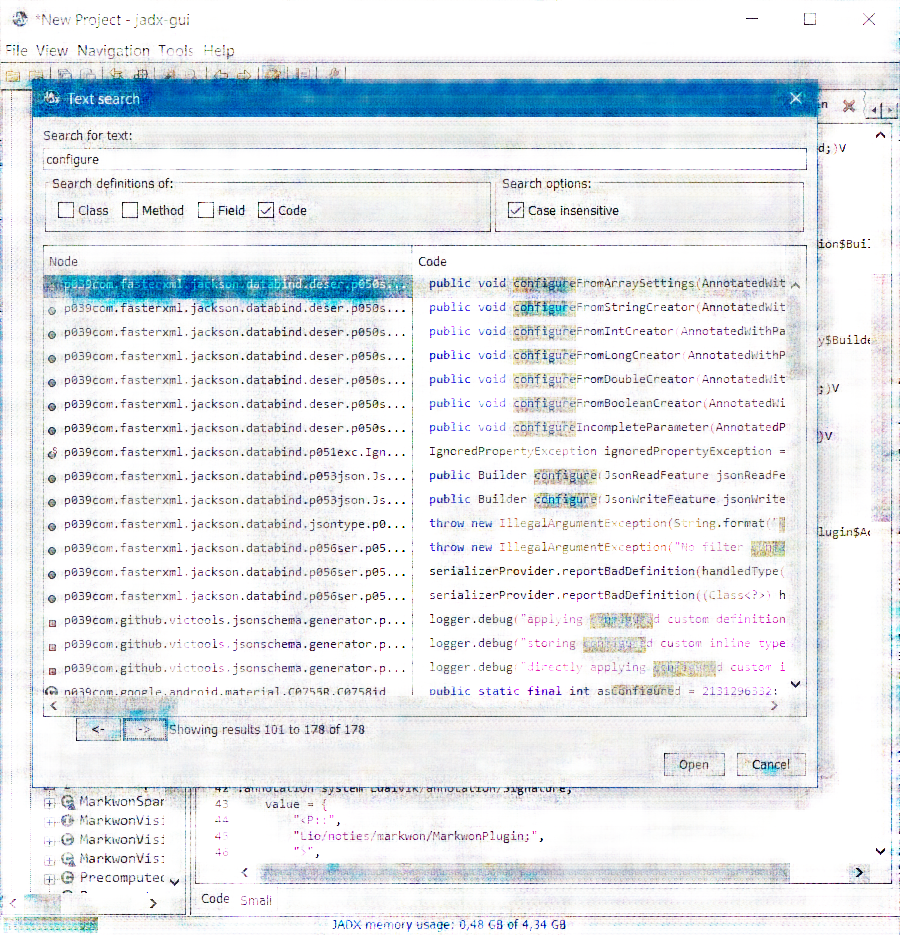 *New Project - jadx-gui
File View Navigation Tools Help
Text search
Search for text:
configure
Search definitions of:
Class Method Field Code
Search options:
Case insensitive
Node Code
p039com.fasterxml.jackson.databind.deser.p050s... public void configureFromArraySettings(AnnotatedWit
p039com.fasterxml.jackson.databind.deser.p050s... public void configureFromStringCreator(AnnotatedWit
p039com.fasterxml.jackson.databind.deser.p050s... public void configureFromIntCreator(AnnotatedWithPa
p039com.fasterxml.jackson.databind.deser.p050s... public void configureFromLongCreator(AnnotatedWithP
p039com.fasterxml.jackson.databind.deser.p050s... public void configureFromDoubleCreator(AnnotatedWit
p039com.fasterxml.jackson.databind.deser.p050s... public void configureFromBooleanCreator(AnnotatedWi
p039com.fasterxml.jackson.databind.deser.p050s... public void configureIncompleteParameter(AnnotatedP
p039com.fasterxml.jackson.databind.p051exc.Ign... IgnoredPropertyException ignoredPropertyException =
p039com.fasterxml.jackson.databind.p053json.Js... public Builder configure(JsonReadFeature jsonReadFe
p039com.fasterxml.jackson.databind.p053json.Js... public Builder configure(JsonWriteFeature jsonWrite
p039com.fasterxml.jackson.databind.jsontype.p0... throw new IllegalArgumentException(String.format("
p039com.fasterxml.jackson.databind.p056ser.p05... throw new IllegalArgumentException("No filter
p039com.fasterxml.jackson.databind.p056ser.p05... serializerProvider.reportBadDefinition(handledType(
p039com.fasterxml.jackson.databind.p056ser.p05... serializerProvider.reportBadDefinition((Class<?>) h
p039com.github.victools.jsonschema.generator.p... logger.debug("applying configured custom definition
p039com.github.victools.jsonschema.generator.p... logger.debug("storing configured custom inline type
p039com.github.victools.jsonschema.generator.p... logger.debug("directly applying configured custom i
p039com.google.android.material.C0755R.C0758id public static final int asConfigured = 2131296332;
<- -> Showing results 101 to 178 of 178
Open Cancel
d;)V
ion$Buil
y$Builde
;)V
)V
lugin$Ac
MarkwonSpar
MarkwonVis:
MarkwonVis:
MarkwonVis:
Precomputed
42 .annotation system Ldalvik/annotation/Signature;
43 value = {
44 "<P::",
45 "Lio/noties/markwon/MarkwonPlugin;",
46 ">",
Code Smali
JADX memory usage: 0,48 GB of 4,34 GB